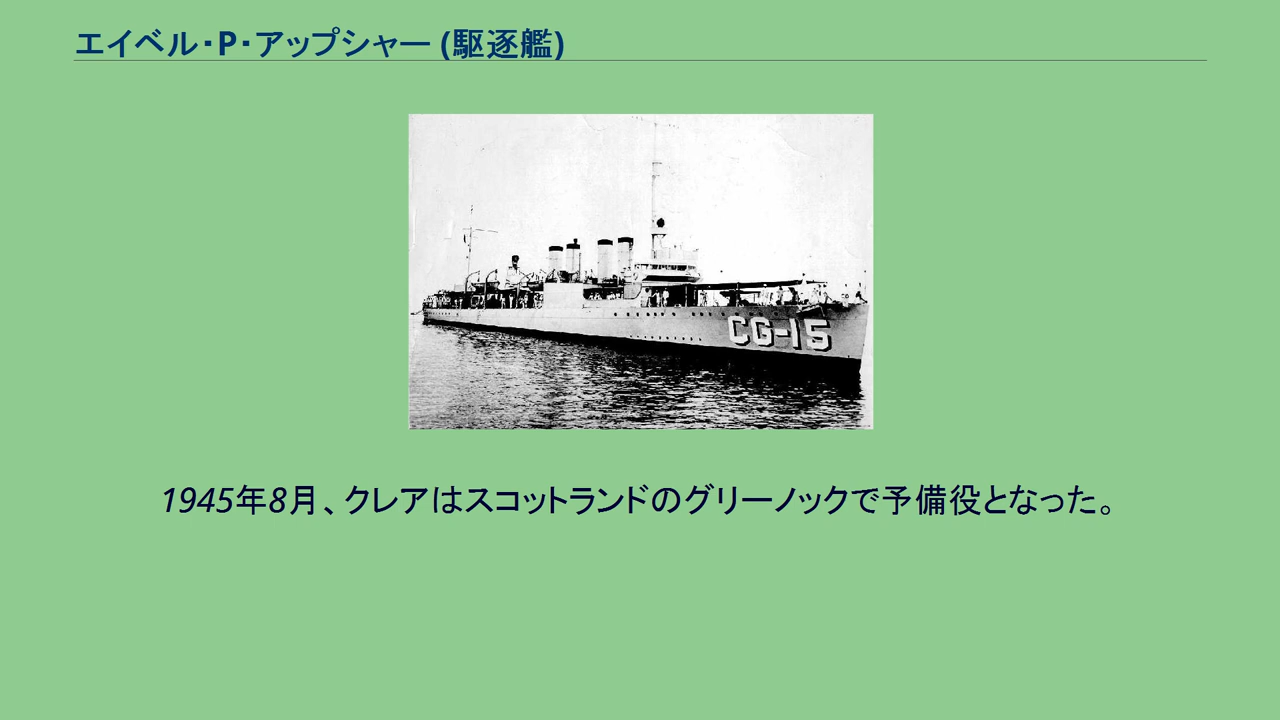 エイベル・P・アップシャー (駆逐艦)
CG-15
1945年8月、クレアはスコットランドのグリーノックで予備役となった。